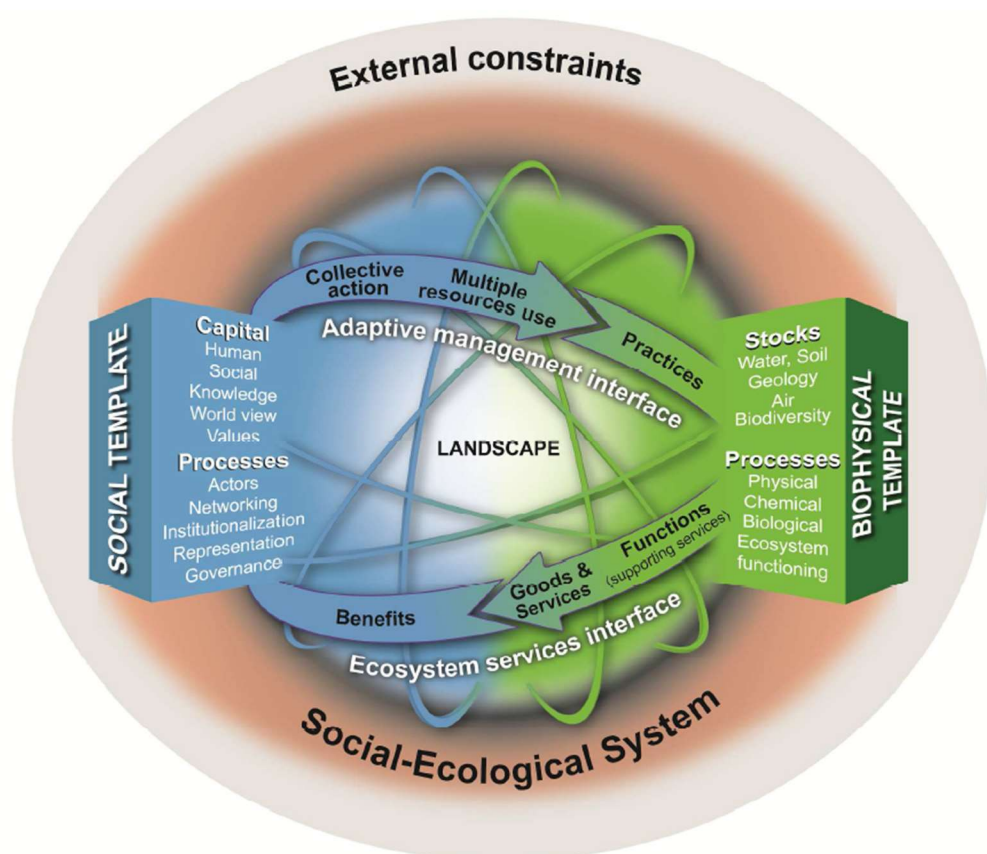 External constraints
Collective
action
Multiple
resources use
Practices
Adaptive management interface
SOCIAL TEMPLATE
Capital
Human
Social
Knowledge
World view
Values
Processes
Actors
Networking
Institutionalization
Representation
Governance
LANDSCAPE
Stocks
Water, Soil
Geology
Air
Biodiversity
Processes
Physical
Chemical
Biological
Ecosystem
functioning
BIOPHYSICAL
TEMPLATE
Functions
(supporting services)
Goods &
Services
Benefits
Ecosystem services interface
Social-Ecological System